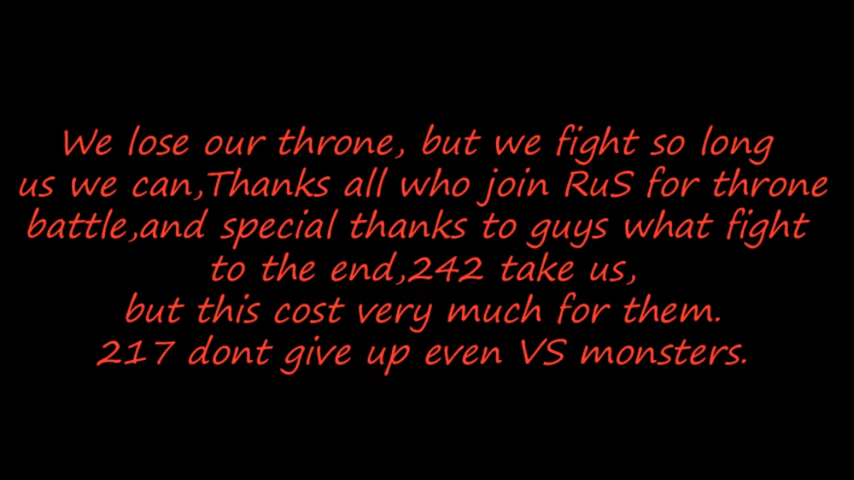 We lose our throne, but we fight so long
us we can,Thanks all who join RuS for throne
battle,and special thanks to guys what fight
to the end,242 take us,
but this cost very much for them.
217 dont give up even VS monsters.